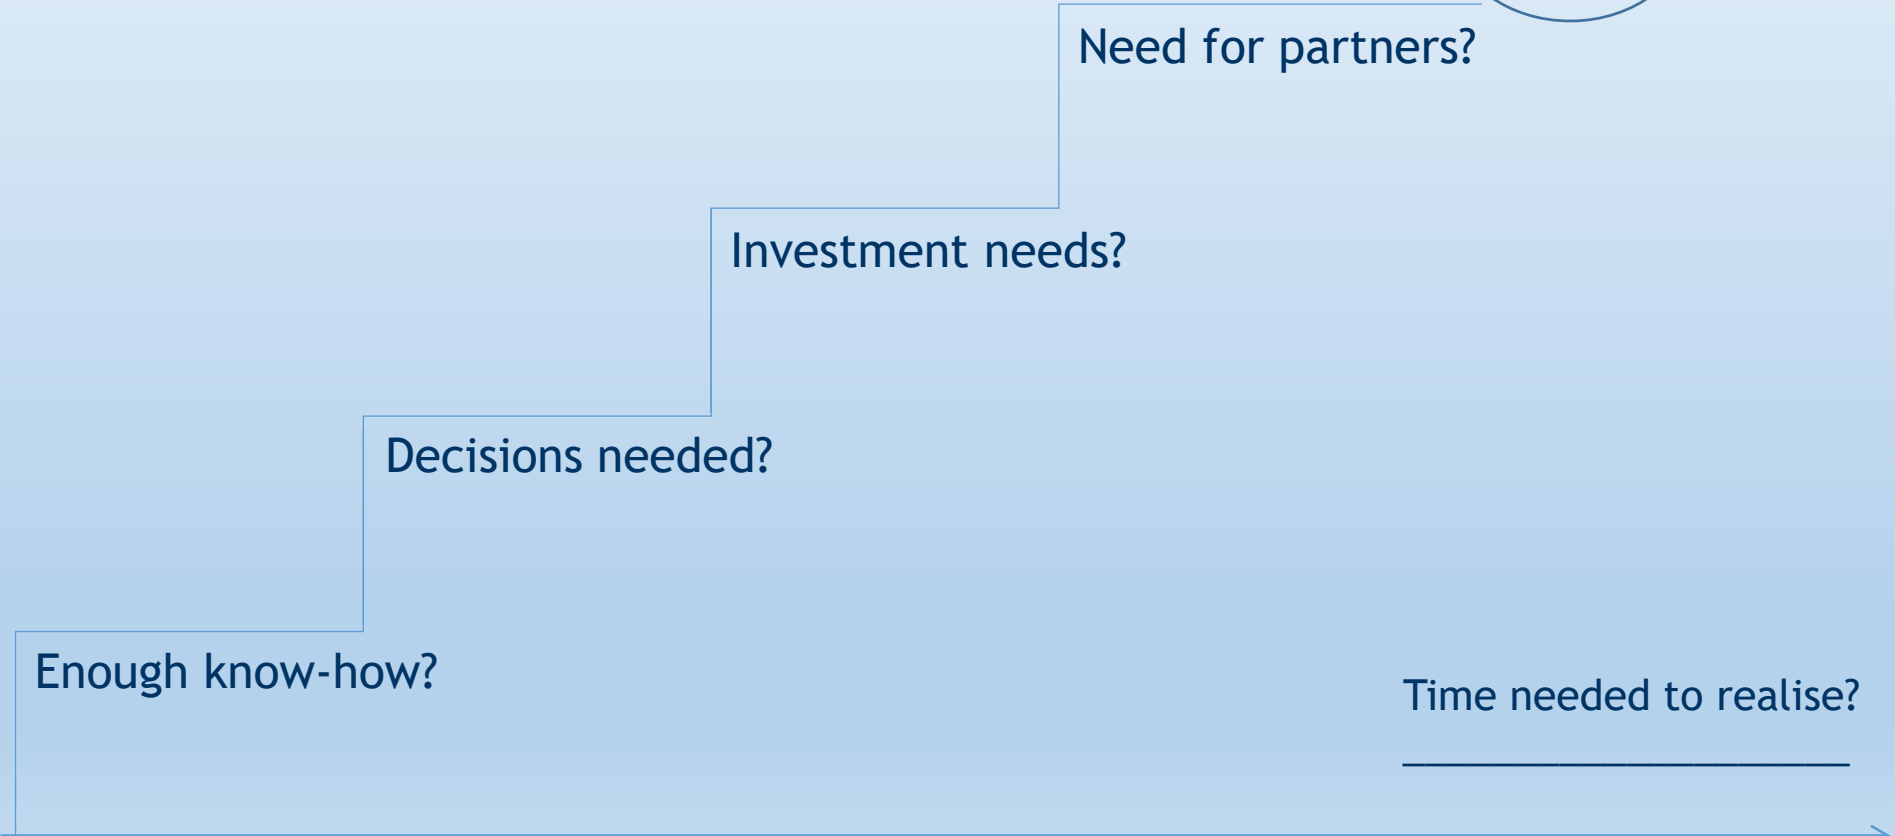 Need for partners?
Investment needs?
Decisions needed?
Enough know-how?
Time needed to realise?